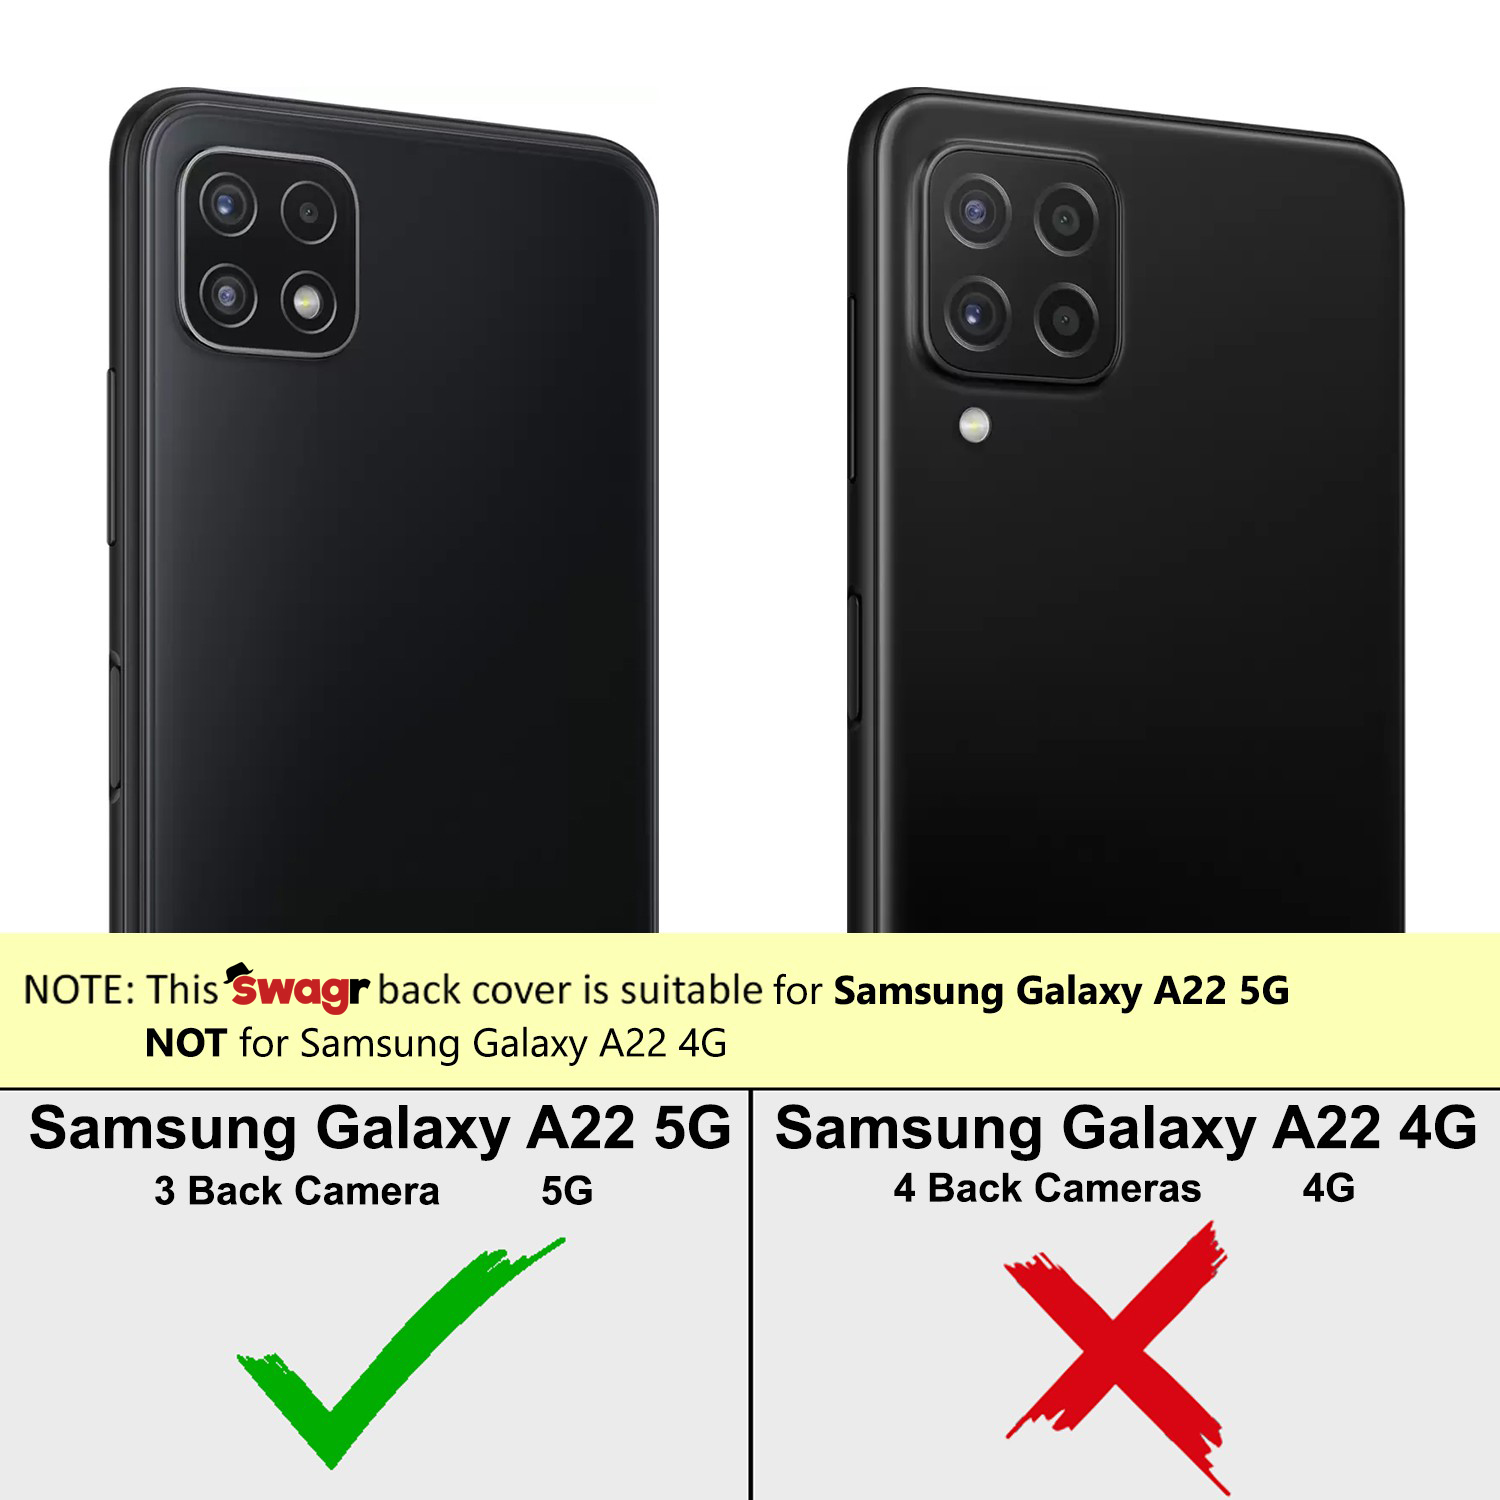 NOTE: This swagr back cover is suitable for Samsung Galaxy A22 5G
NOT for Samsung Galaxy A22 4G
Samsung Galaxy A22 5G
3 Back Camera 5G
Samsung Galaxy A22 4G
4 Back Cameras 4G